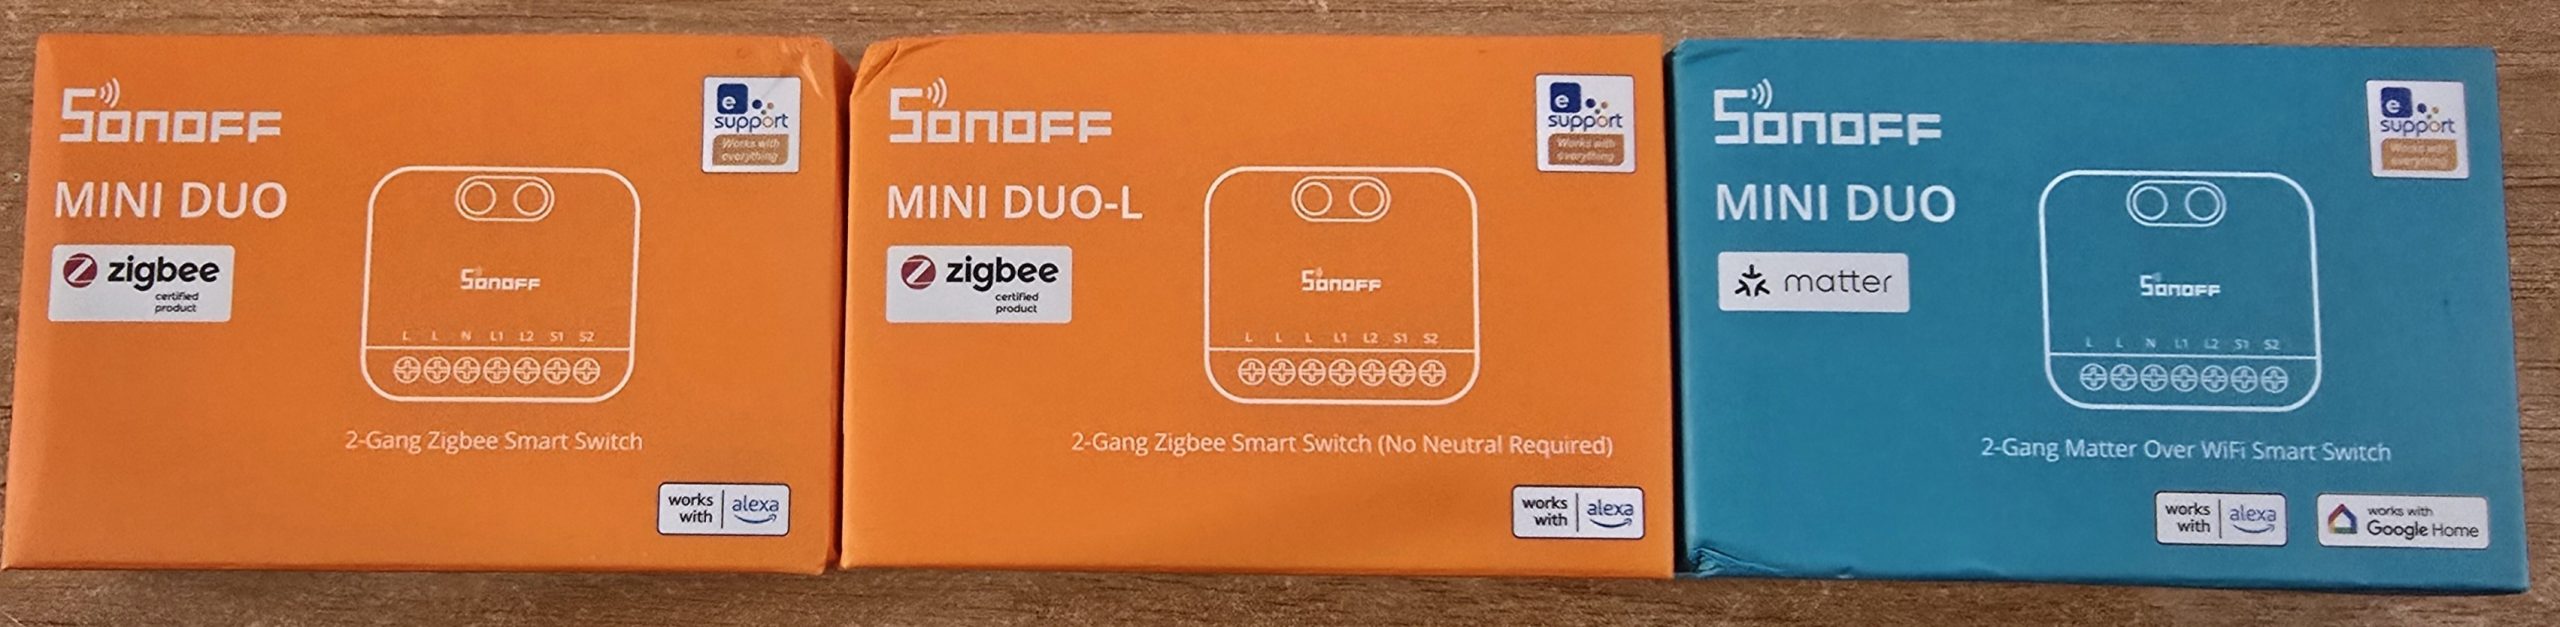 SONOFF
e
support
Works with
everything
MINI DUO
zigbee
certified
product
SONOFF
L L N L1 L2 S1 S2
2-Gang Zigbee Smart Switch
works
with
alexa
SONOFF
e
support
Works with
everything
MINI DUO-L
zigbee
certified
product
SONOFF
L L L L1 L2 S1 S2
2-Gang Zigbee Smart Switch (No Neutral Required)
works
with
alexa
SONOFF
e
support
Works with
everything
MINI DUO
matter
SONOFF
L L N L1 L2 S1 S2
2-Gang Matter Over WiFi Smart Switch
works
with
alexa
works with
Google Home